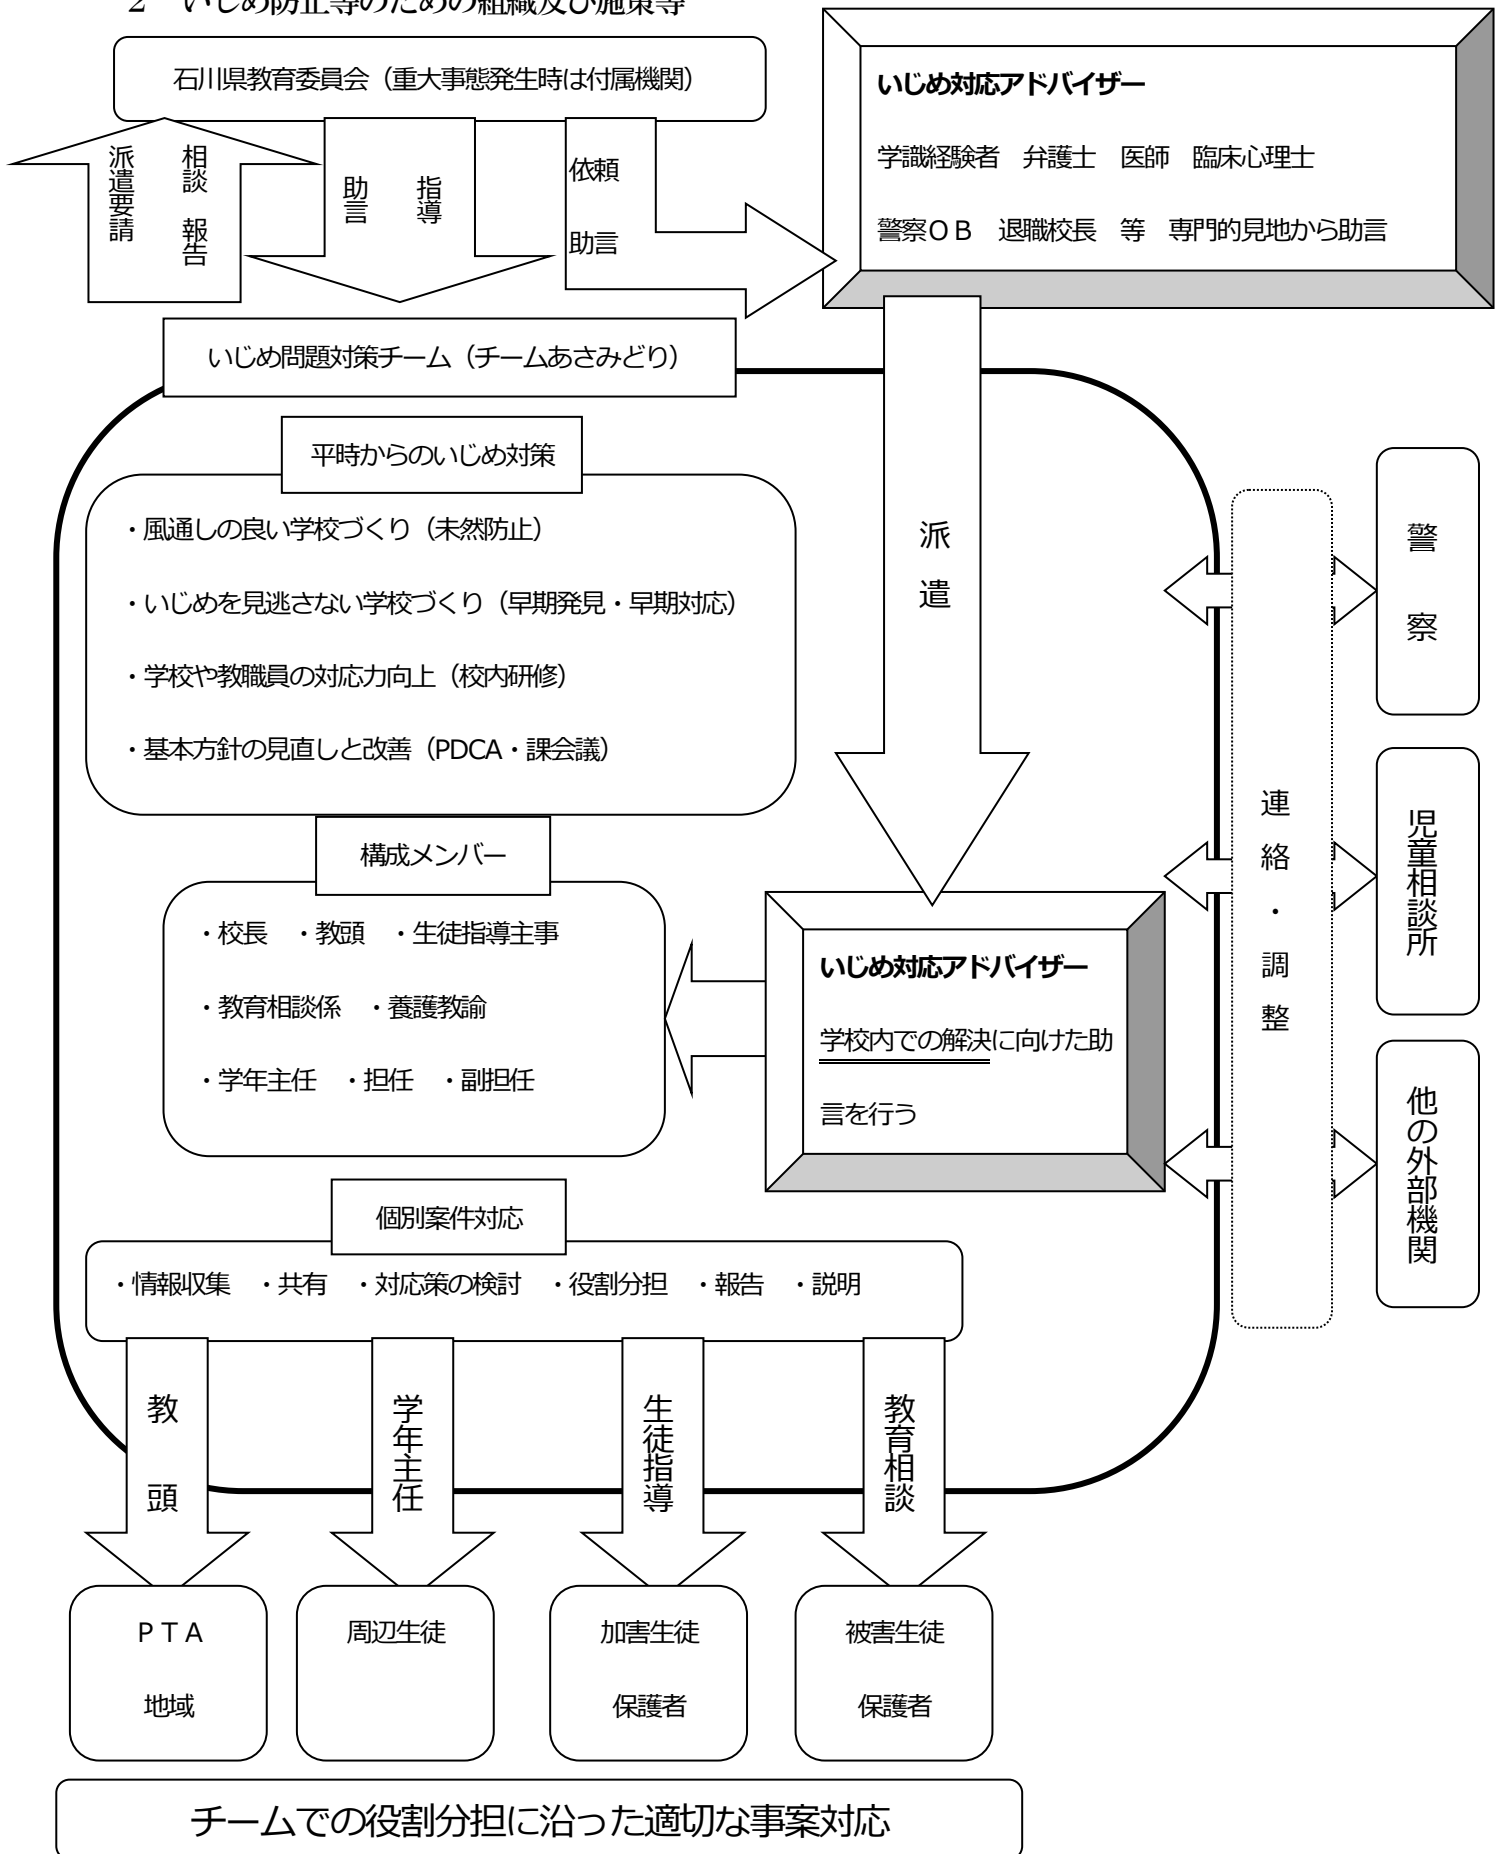 2　いじめ防止等のための組織及び施策等
石川県教育委員会（重大事態発生時は付属機関）
いじめ対応アドバイザー
学識経験者　弁護士　医師　臨床心理士
警察ＯＢ　退職校長　等　専門的見地から助言
相談　報告
派遣要請
指導
助言
依頼
助言
いじめ問題対策チーム（チームあさみどり）
平時からのいじめ対策
・風通しの良い学校づくり（未然防止）
・いじめを見逃さない学校づくり（早期発見・早期対応）
・学校や教職員の対応力向上（校内研修）
・基本方針の見直しと改善（PDCA・課会議）
派遣
構成メンバー
・校長　・教頭　・生徒指導主事
・教育相談係　・養護教諭
・学年主任　・担任　・副担任
いじめ対応アドバイザー
学校内での解決に向けた助
言を行う
連絡・調整
警察
児童相談所
他の外部機関
個別案件対応
・情報収集　・共有　・対応策の検討　・役割分担　・報告　・説明
教頭
学年主任
生徒指導
教育相談
ＰＴＡ
地域
周辺生徒
加害生徒
保護者
被害生徒
保護者
チームでの役割分担に沿った適切な事案対応